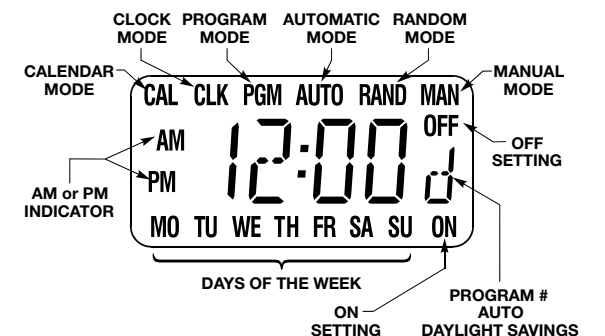 CLOCK MODE
PROGRAM MODE
AUTOMATIC MODE
RANDOM MODE
CALENDAR MODE
MANUAL MODE
CAL CLK PGM AUTO RAND MAN
OFF
AM
12:00
PM
d
OFF SETTING
AM or PM INDICATOR
MO TU WE TH FR SA SU ON
DAYS OF THE WEEK
ON SETTING
PROGRAM #
AUTO
DAYLIGHT SAVINGS